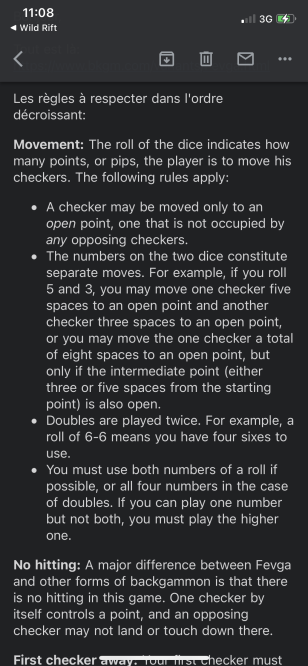 11:08
3G
◀ Wild Rift
Les règles à respecter dans l'ordre
décroissant:
Movement: The roll of the dice indicates how
many points, or pips, the player is to move his
checkers. The following rules apply:
• A checker may be moved only to an
open point, one that is not occupied by
any opposing checkers.
• The numbers on the two dice constitute
separate moves. For example, if you roll
5 and 3, you may move one checker five
spaces to an open point and another
checker three spaces to an open point,
or you may move the one checker a total
of eight spaces to an open point, but
only if the intermediate point (either
three or five spaces from the starting
point) is also open.
• Doubles are played twice. For example, a
roll of 6-6 means you have four sixes to
use.
• You must use both numbers of a roll if
possible, or all four numbers in the case
of doubles. If you can play one number
but not both, you must play the higher
one.
No hitting: A major difference between Fevga
and other forms of backgammon is that there
is no hitting in this game. One checker by
itself controls a point, and an opposing
checker may not land or touch down there.
First checker away: Your first checker must